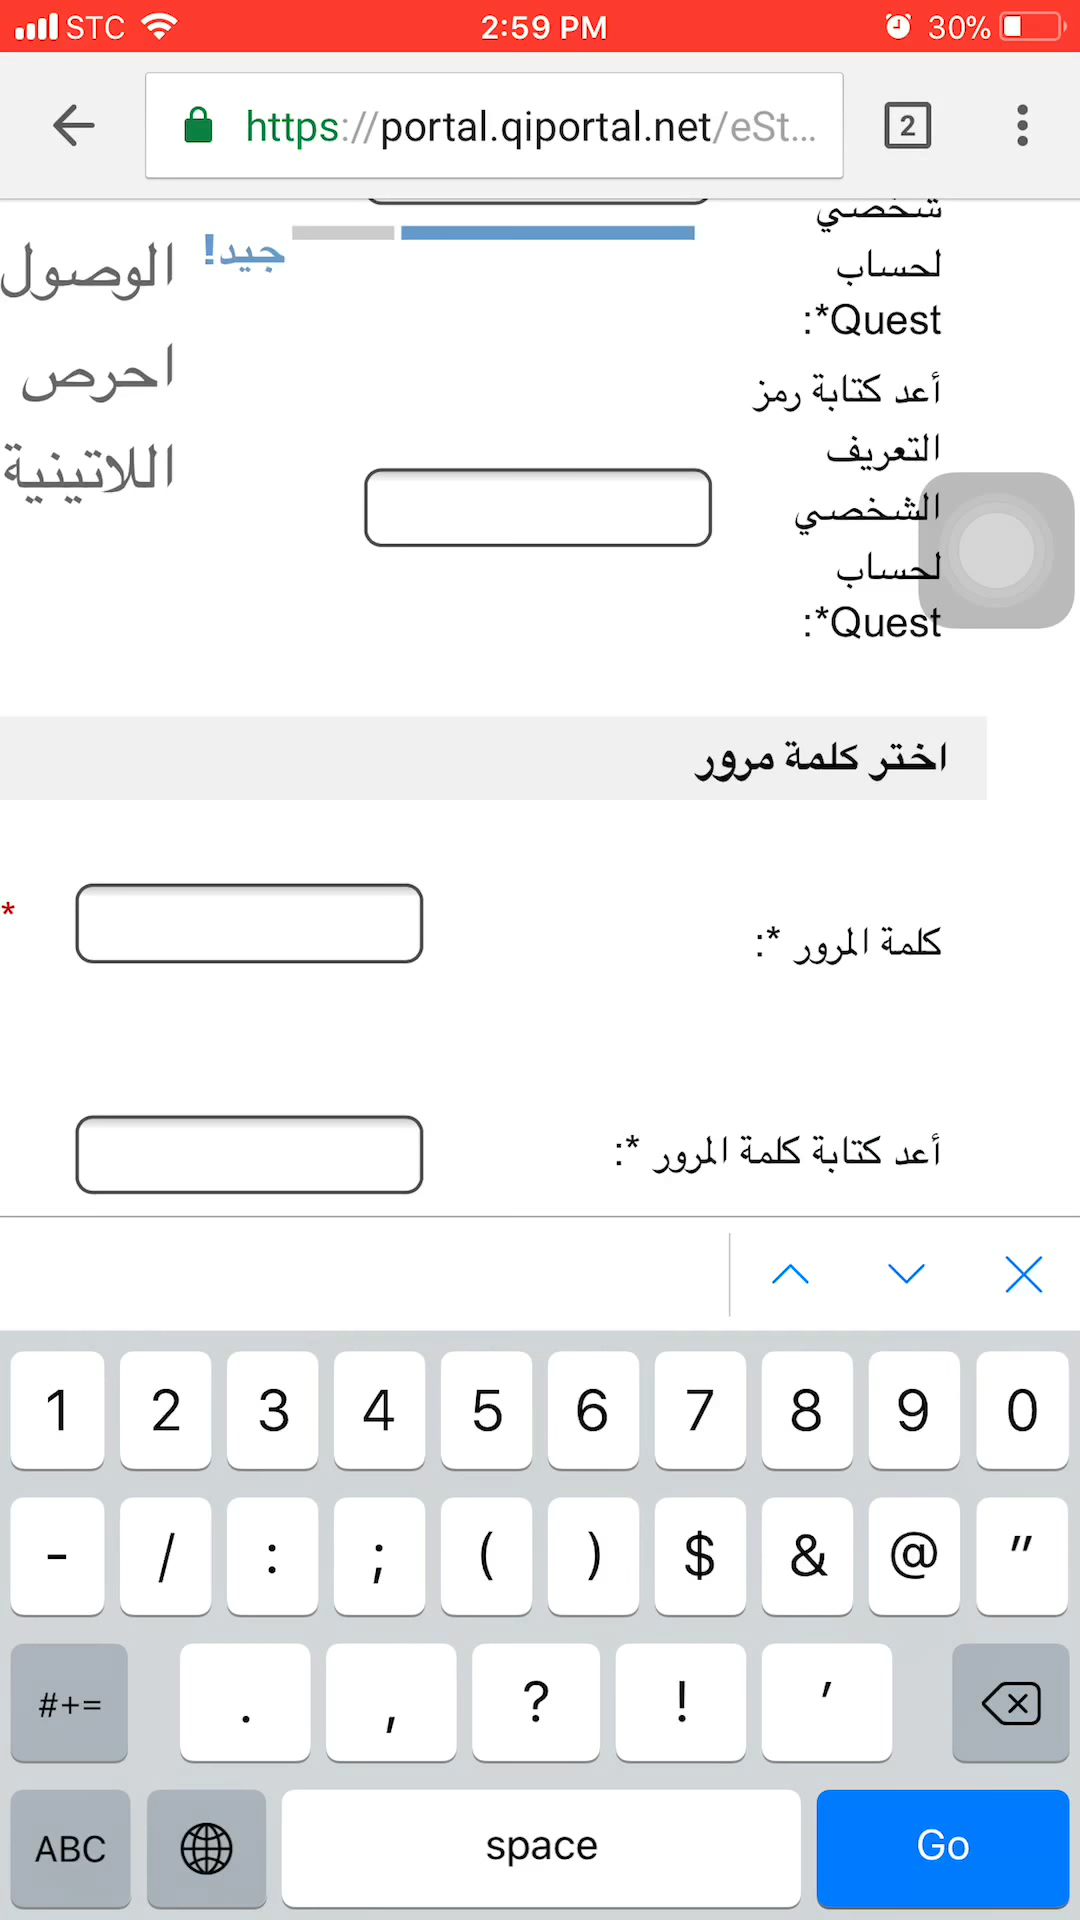 STC 2:59 PM 30%
https://portal.qiportal.net/eSt... 2
شخصي
جيد!
لحساب
Quest*:
الوصول
احرص
اللاتينية
أعد كتابة رمز
التعريف
الشخصي
لحساب
Quest*:
اختر كلمة مرور
كلمة المرور *:
*
أعد كتابة كلمة المرور *:
1 2 3 4 5 6 7 8 9 0
- / : ; ( ) $ & @ "
#+= . , ? ! '
ABC space Go